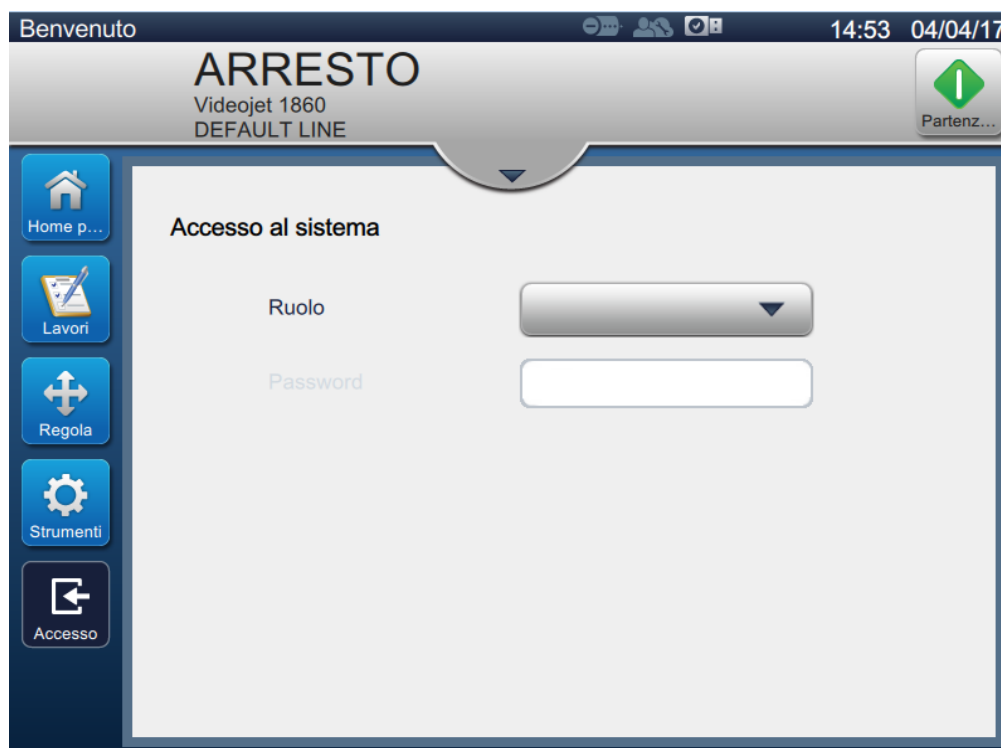 Benvenuto 14:53 04/04/17
ARRESTO
Videojet 1860
DEFAULT LINE
Partenz...
Home p...
Accesso al sistema
Ruolo
Lavori
Password
Regola
Strumenti
Accesso